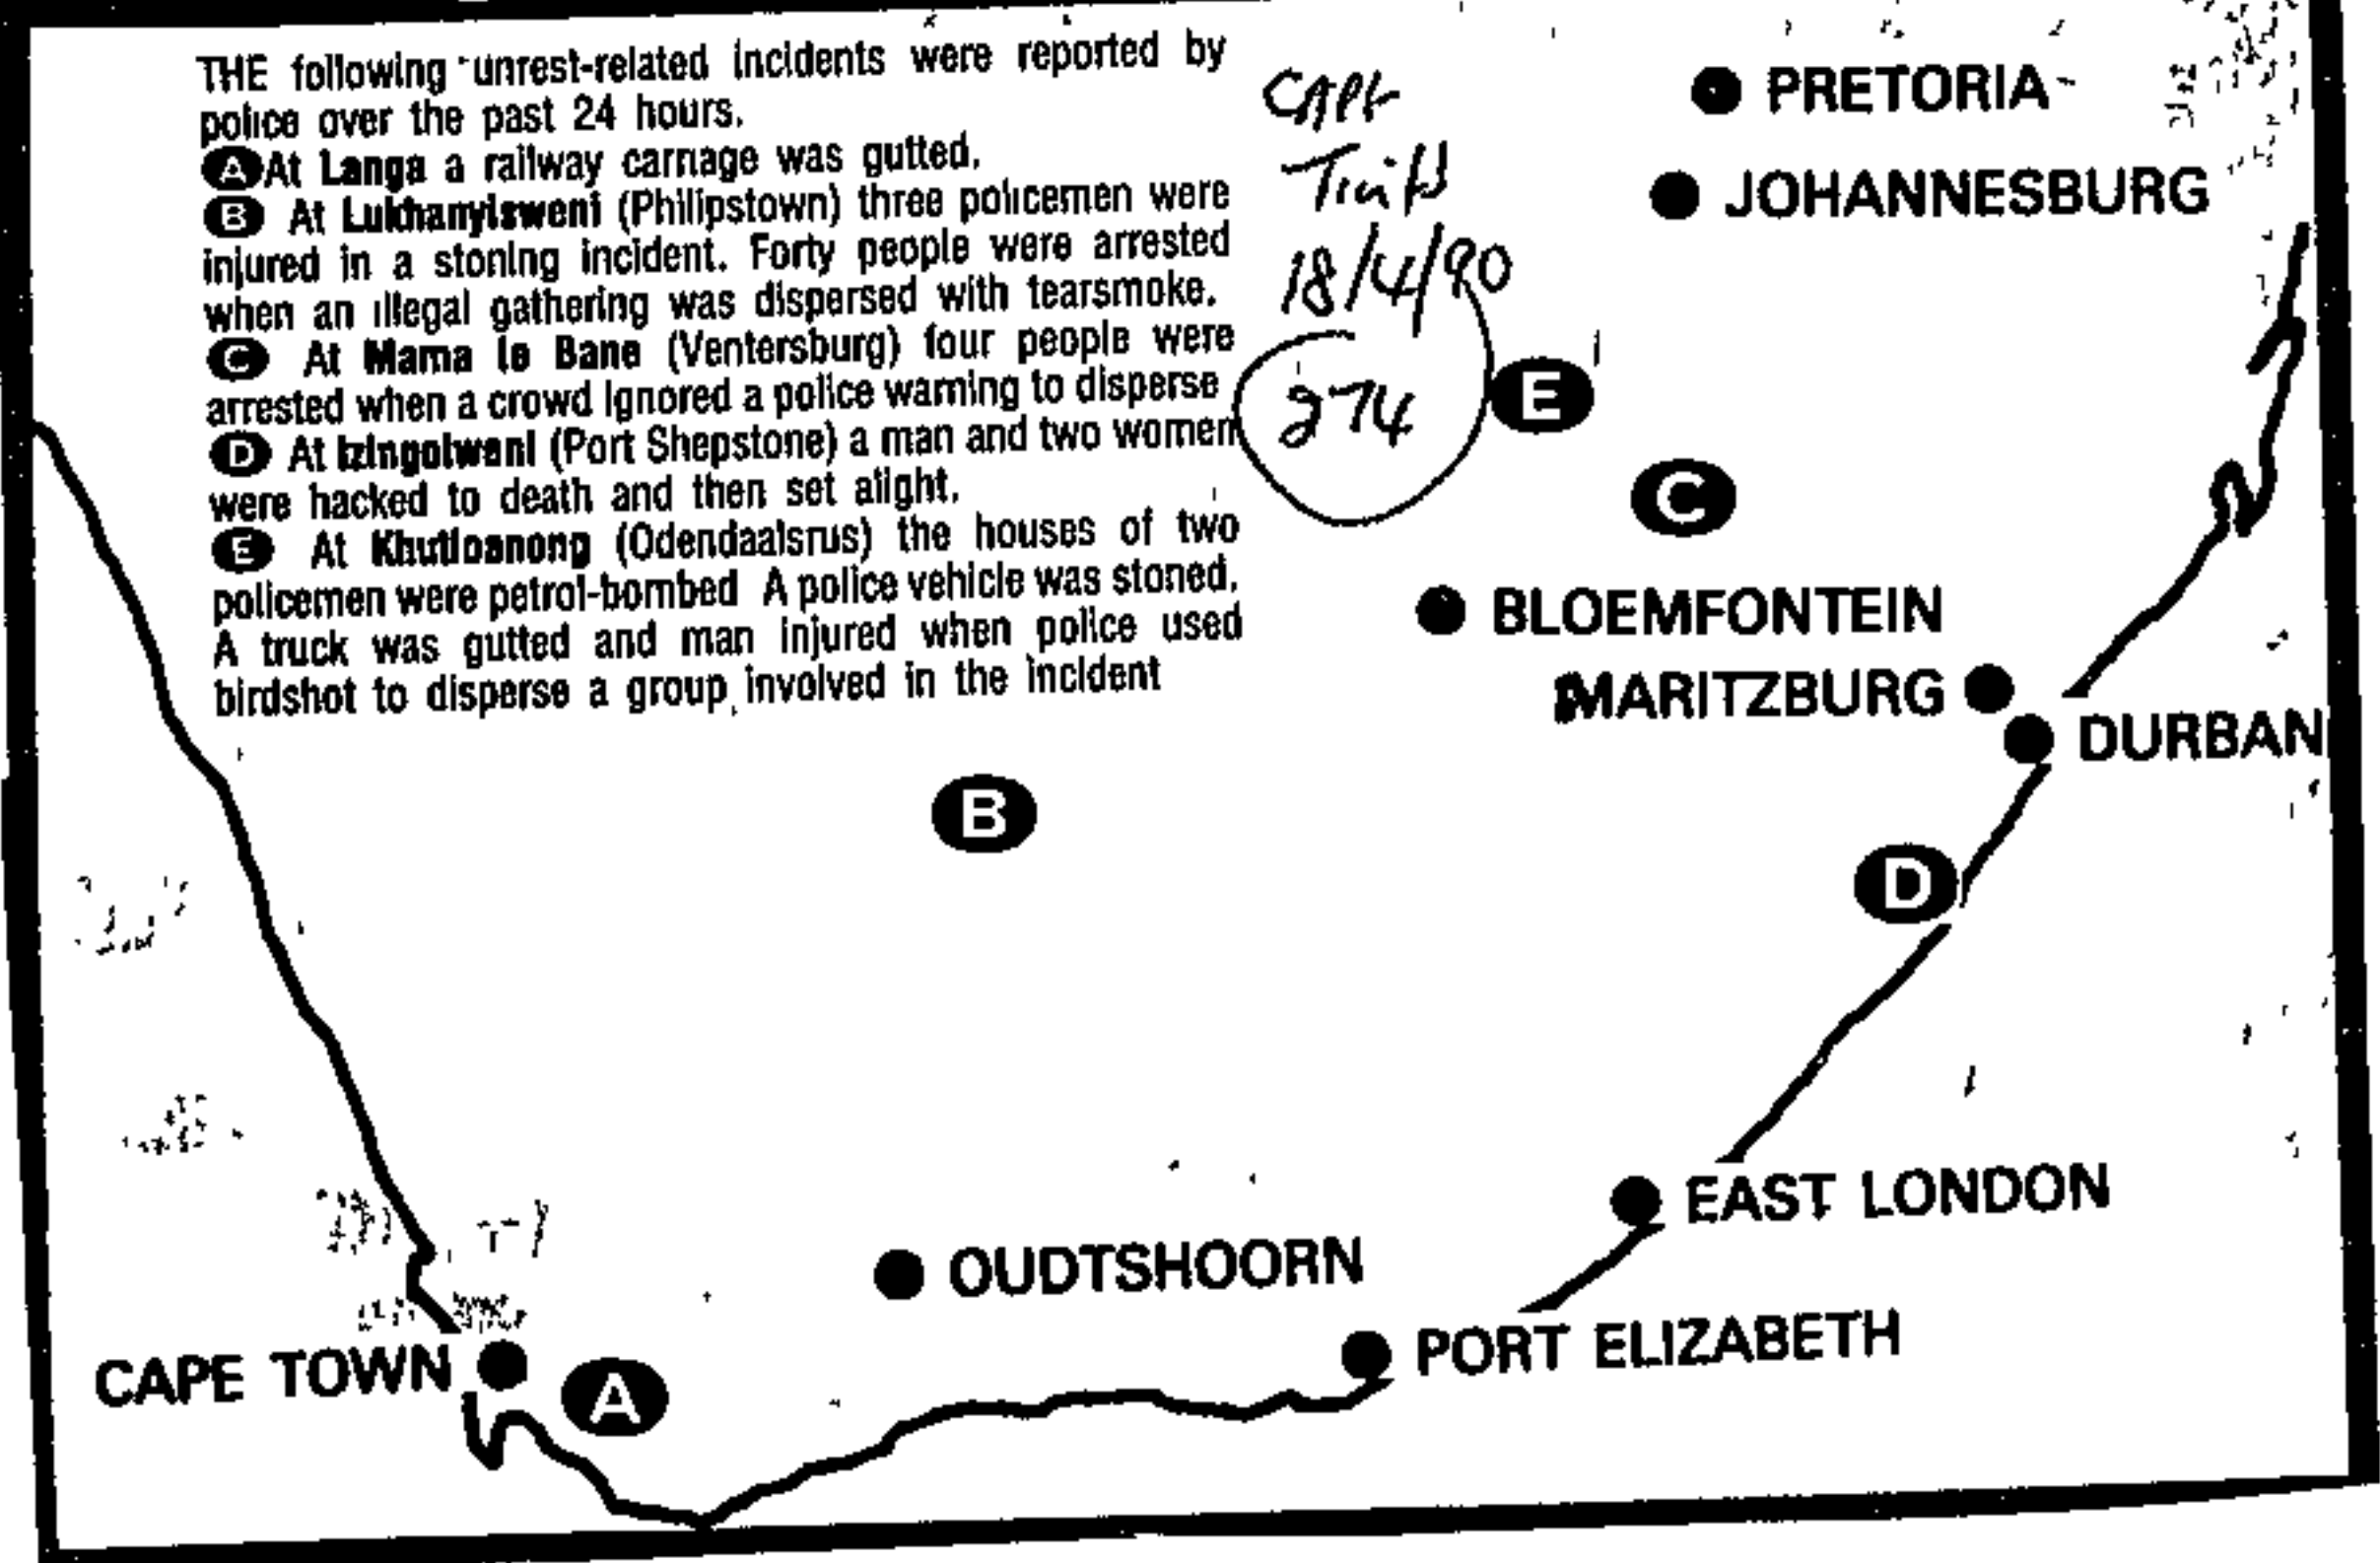 THE following unrest-related incidents were reported by
police over the past 24 hours.
A At Langa a railway carnage was gutted.
B At Lukhanyisweni (Philipstown) three policemen were
injured in a stoning incident. Forty people were arrested
when an illegal gathering was dispersed with tearsmoke.
C At Mama le Bane (Ventersburg) four people were
arrested when a crowd ignored a police warning to disperse
D At Izingolweni (Port Shepstone) a man and two women
were hacked to death and then set alight.
E At Khutloanong (Odendaalsrus) the houses of two
policemen were petrol-bombed A police vehicle was stoned.
A truck was gutted and man injured when police used
birdshot to disperse a group involved in the incident
18/4/90
274
PRETORIA
JOHANNESBURG
E
C
BLOEMFONTEIN
MARITZBURG
DURBAN
B
D
EAST LONDON
OUDTSHOORN
PORT ELIZABETH
CAPE TOWN
A